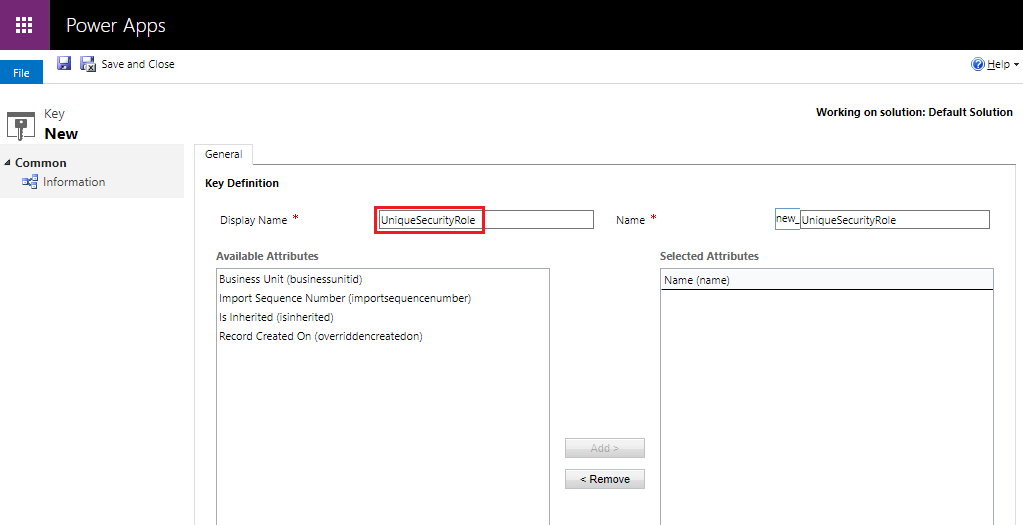 Power Apps
File
Save and Close
Help
Key
New
Working on solution: Default Solution
Common
Information
General
Key Definition
Display Name *
UniqueSecurityRole
Name *
new_ UniqueSecurityRole
Available Attributes
Selected Attributes
Business Unit (businessunitid)
Import Sequence Number (importsequencenumber)
Is Inherited (isinherited)
Record Created On (overriddencreatedon)
Name (name)
Add >
< Remove